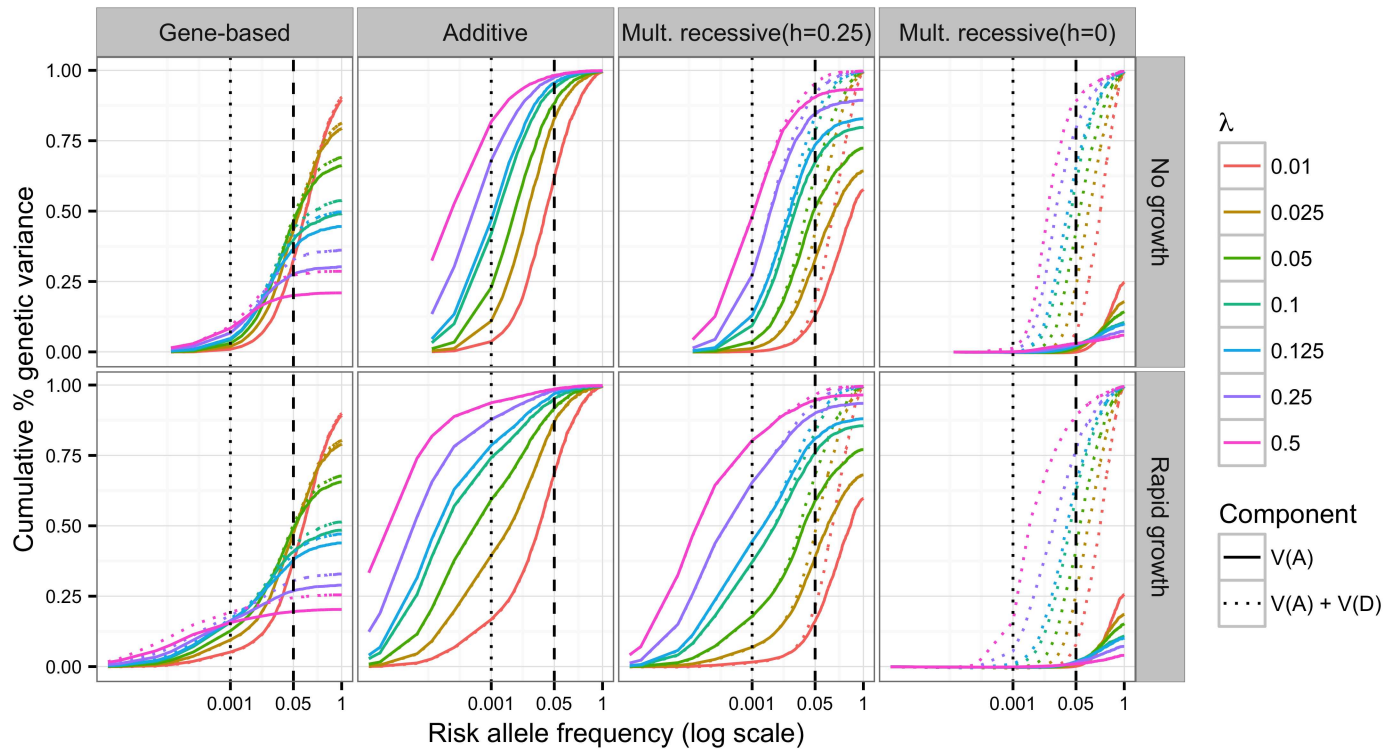 Gene-based Additive Mult. recessive(h=0.25) Mult. recessive(h=0)
Cumulative % genetic variance
1.00
0.75
0.50
0.25
0.00
No growth
1.00
0.75
0.50
0.25
0.00
Rapid growth
0.001 0.05 1 0.001 0.05 1 0.001 0.05 1 0.001 0.05 1
Risk allele frequency (log scale)
λ
0.01
0.025
0.05
0.1
0.125
0.25
0.5
Component
V(A)
V(A) + V(D)